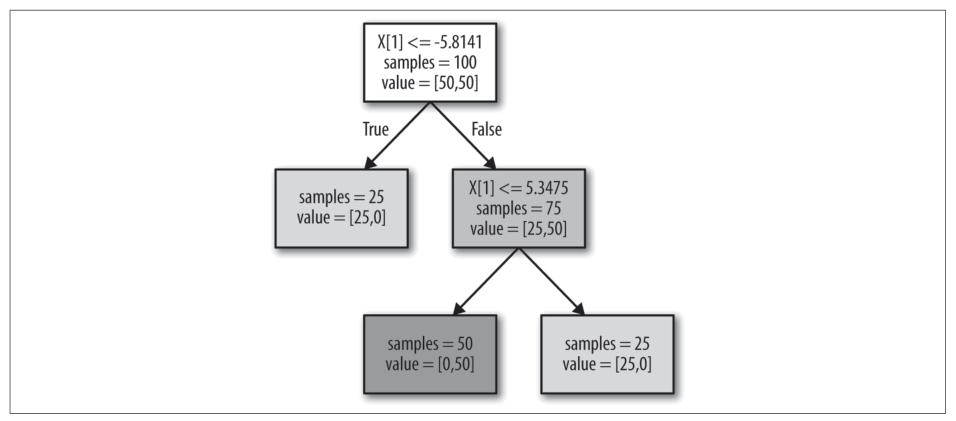 X[1] <= -5.8141
samples = 100
value = [50,50]
True
False
samples = 25
value = [25,0]
X[1] <= 5.3475
samples = 75
value = [25,50]
samples = 50
value = [0,50]
samples = 25
value = [25,0]